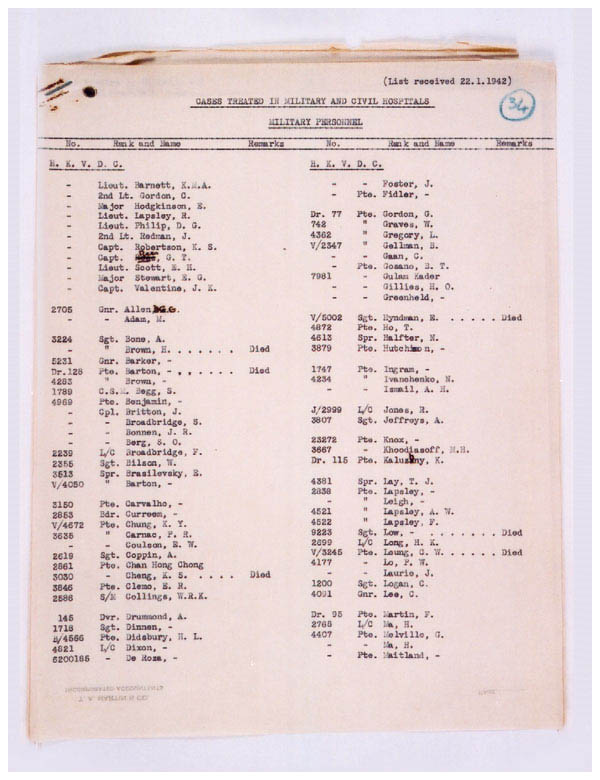 (List received 22.1.1942)
34
CASES TREATED IN MILITARY AND CIVIL HOSPITALS
MILITARY PERSONNEL
No. Rank and Name Remarks No. Rank and Name Remarks
H. K. V. D. C.
- Lieut. Barnett, K.M.A.
- 2nd Lt. Gordon, C.
- Major Hodgkinson, E.
- Lieut. Lapsley, R.
- Lieut. Philip, D. G.
- 2nd Lt. Redman, J.
- Capt. Robertson, K. S.
- Capt. , G. T.
- Lieut. Scott, E. H.
- Major Stewart, E. G.
- Capt. Valentine, J. K.
2705 Gnr. Allen
- - Adam, M.
3224 Sgt. Bone, A.
- " Brown, H. . . . . . . Died
5231 Gnr. Barker, -
Dr.128 Pte. Barton, - . . . . . . Died
4283 " Brown, -
1789 C.S.M. Begg, S.
4969 Pte. Benjamin, -
- Cpl. Britton, J.
- - Broadbridge, S.
- - Bonnen, J. R.
- - Berg, S. O.
2239 L/C Broadbridge, F.
2355 Sgt. Bilson, W.
3513 Spr. Brasilevsky, E.
V/4050 " Barton, -
3150 Pte. Carvalho, -
2853 Bdr. Curreem, -
V/4672 Pte. Chung, K. Y.
3635 " Carnac, P. R.
- - Coulson, E. W.
2619 Sgt. Coppin, A.
2861 Pte. Chan Hong Chong
3030 - Cheng, K. S. . . . . . Died
3846 Pte. Clemo, E. R.
2586 S/M Collings, W.R.K.
145 Dvr. Drummond, A.
1718 Sgt. Dinnen, -
B/4566 Pte. Didsbury, H. L.
4821 L/C Dixon, -
6200185 - De Roza, -
H. K. V. D. C.
- - Foster, J.
- Pte. Fidler, -
Dr. 77 Pte. Gordon, G.
742 " Graves, W.
4362 " Gregory, L.
V/2347 " Gellman, B.
- - Gaan, C.
- Pte. Gosano, B. T.
7981 - Gulam Kader
- - Gillies, H. O.
- - Greenheld, -
V/5002 Sgt. Hyndman, E. . . . . . Died
4872 Pte. Ho, T.
4613 Spr. Halfter, N.
3879 Pte. Hutchison, -
1747 Pte. Ingram, -
4234 " Ivanchenko, N.
- - Ismail, A. H.
J/2999 L/C Jones, R.
3807 Sgt. Jeffreys, A.
23272 Pte. Knox, -
3667 - Khoodiasoff, M.H.
Dr. 115 Pte. Kaluzhny, K.
4381 Spr. Lay, T. J.
2838 Pte. Lapsley, -
- " Leigh, -
4521 " Lapsley, A. W.
4522 " Lapsley, F.
9223 Sgt. Low, - . . . . . . . Died
2699 L/C Long, H. K.
V/3245 Pte. Leung, C. W. . . . . . . Died
4177 - Lo, P. W.
- - Laurie, J.
1200 Sgt. Logan, C.
4091 Gnr. Lee, C.
Dr. 95 Pte. Martin, F.
2765 L/C Ma, H.
4407 Pte. Melville, G.
- - Ma, H.
- Pte. Maitland, -